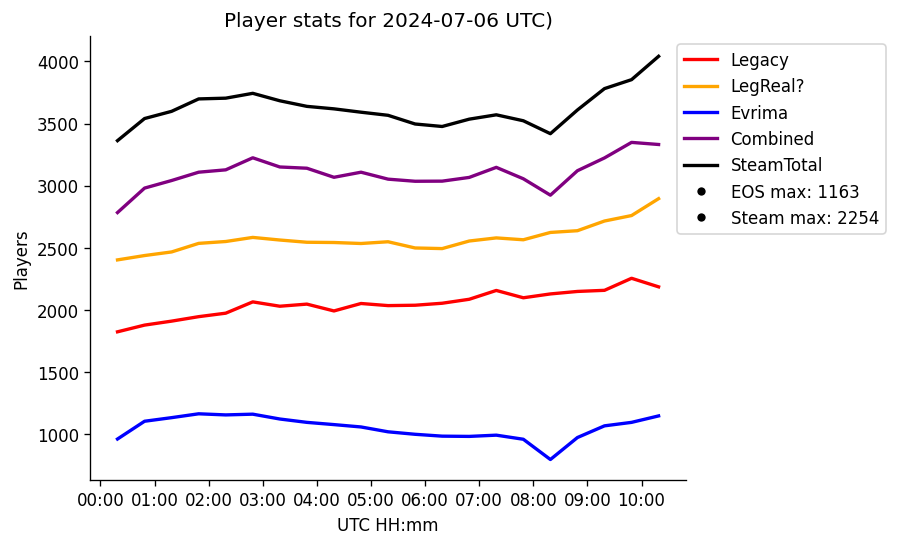 Player stats for 2024-07-06 UTC)
4000
3500
3000
2500
2000
1500
1000
Players
00:00 01:00 02:00 03:00 04:00 05:00 06:00 07:00 08:00 09:00 10:00
UTC HH:mm
Legacy
LegReal?
Evrima
Combined
SteamTotal
EOS max: 1163
Steam max: 2254